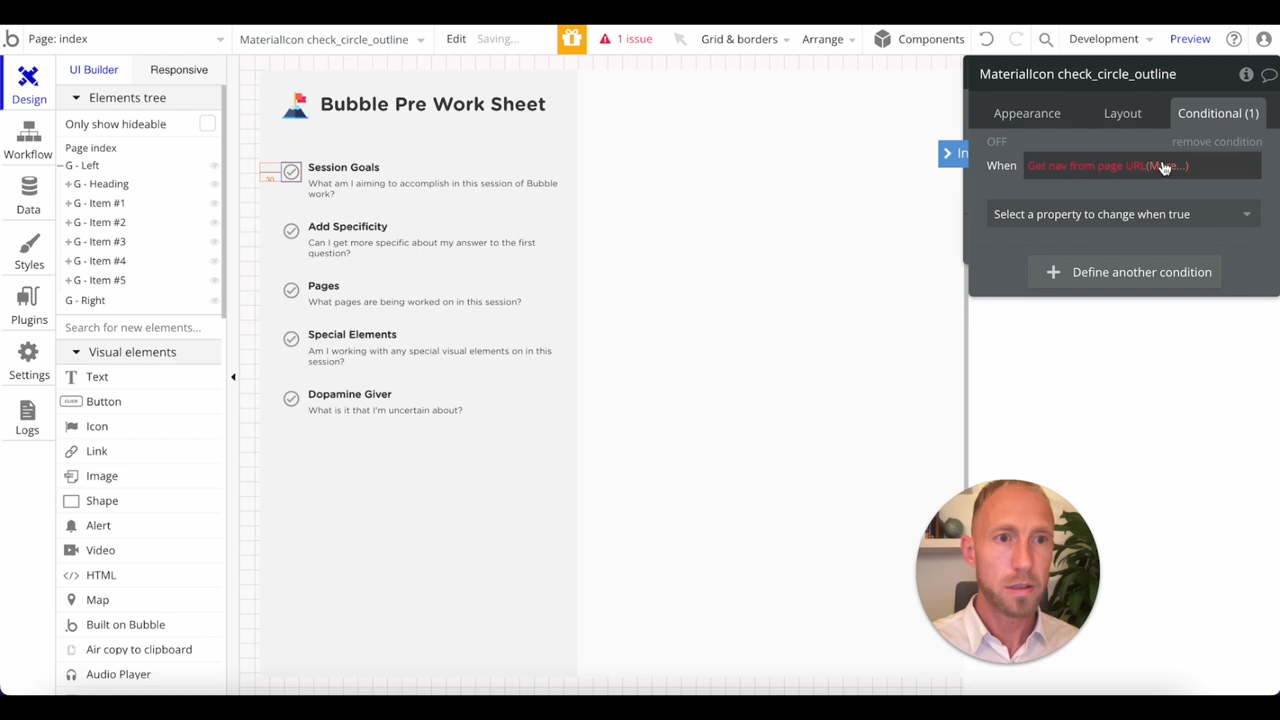 Page: index
MaterialIcon check_circle_outline
Edit
Saving...
1 issue
Grid & borders
Arrange
Components
Development
Preview
Design
Workflow
Data
Styles
Plugins
Settings
Logs
UI Builder
Responsive
Elements tree
Only show hideable
Page index
G - Left
G - Heading
G - Item #1
G - Item #2
G - Item #3
G - Item #4
G - Item #5
G - Right
Search for new elements...
Visual elements
Text
CLICK
Button
Icon
Link
Image
Shape
Alert
Video
HTML
Map
Built on Bubble
Air copy to clipboard
Audio Player
Bubble Pre Work Sheet
30
Session Goals
What am I aiming to accomplish in this session of Bubble
work?
Add Specificity
Can I get more specific about my answer to the first
question?
Pages
What pages are being worked on in this session?
Special Elements
Am I working with any special visual elements on in this
session?
Dopamine Giver
What is it that I'm uncertain about?
In
MaterialIcon check_circle_outline
Appearance
Layout
Conditional (1)
OFF
remove condition
When
Get nav from page URL
Select a property to change when true
Define another condition